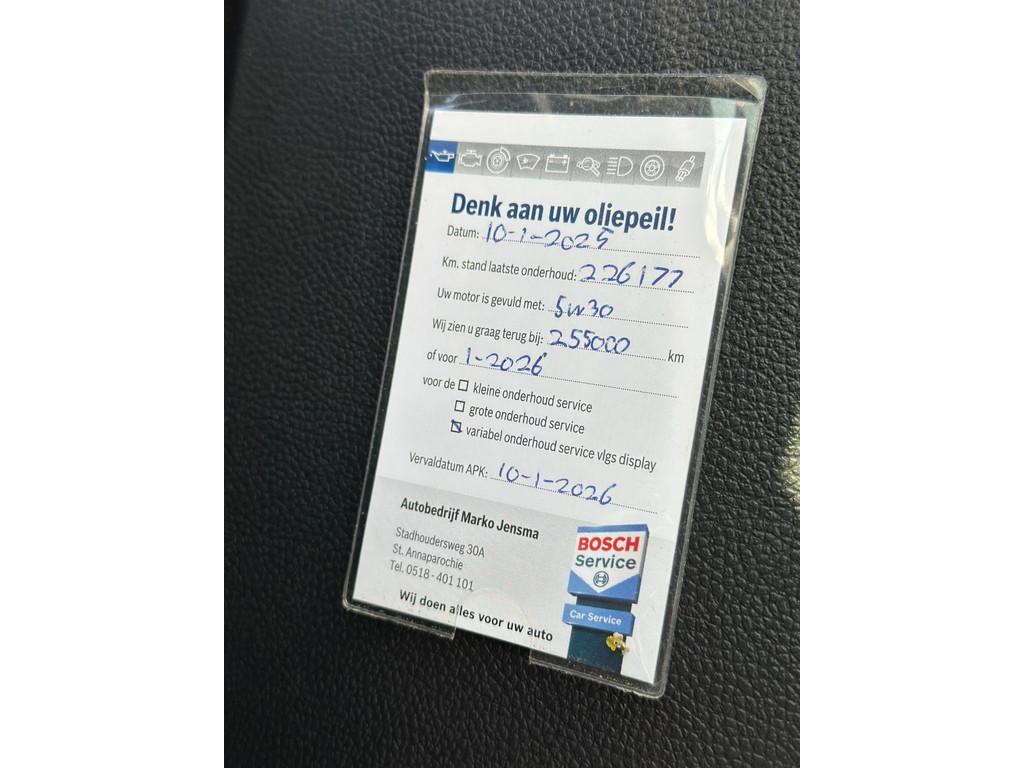 Denk aan uw oliepeil!
Datum: 10-1-2025
Km. stand laatste onderhoud: 226177
Uw motor is gevuld met: 5W30
Wij zien u graag terug bij: 255000 km
of voor 1-2026
voor de kleine onderhoud service
grote onderhoud service
variabel onderhoud service vlgs display
Vervaldatum APK: 10-1-2026
Autobedrijf Marko Jensma
Stadhoudersweg 30A
St. Annaparochie
Tel. 0518 - 401 101
Wij doen alles voor uw auto
BOSCH
Service
Car Service